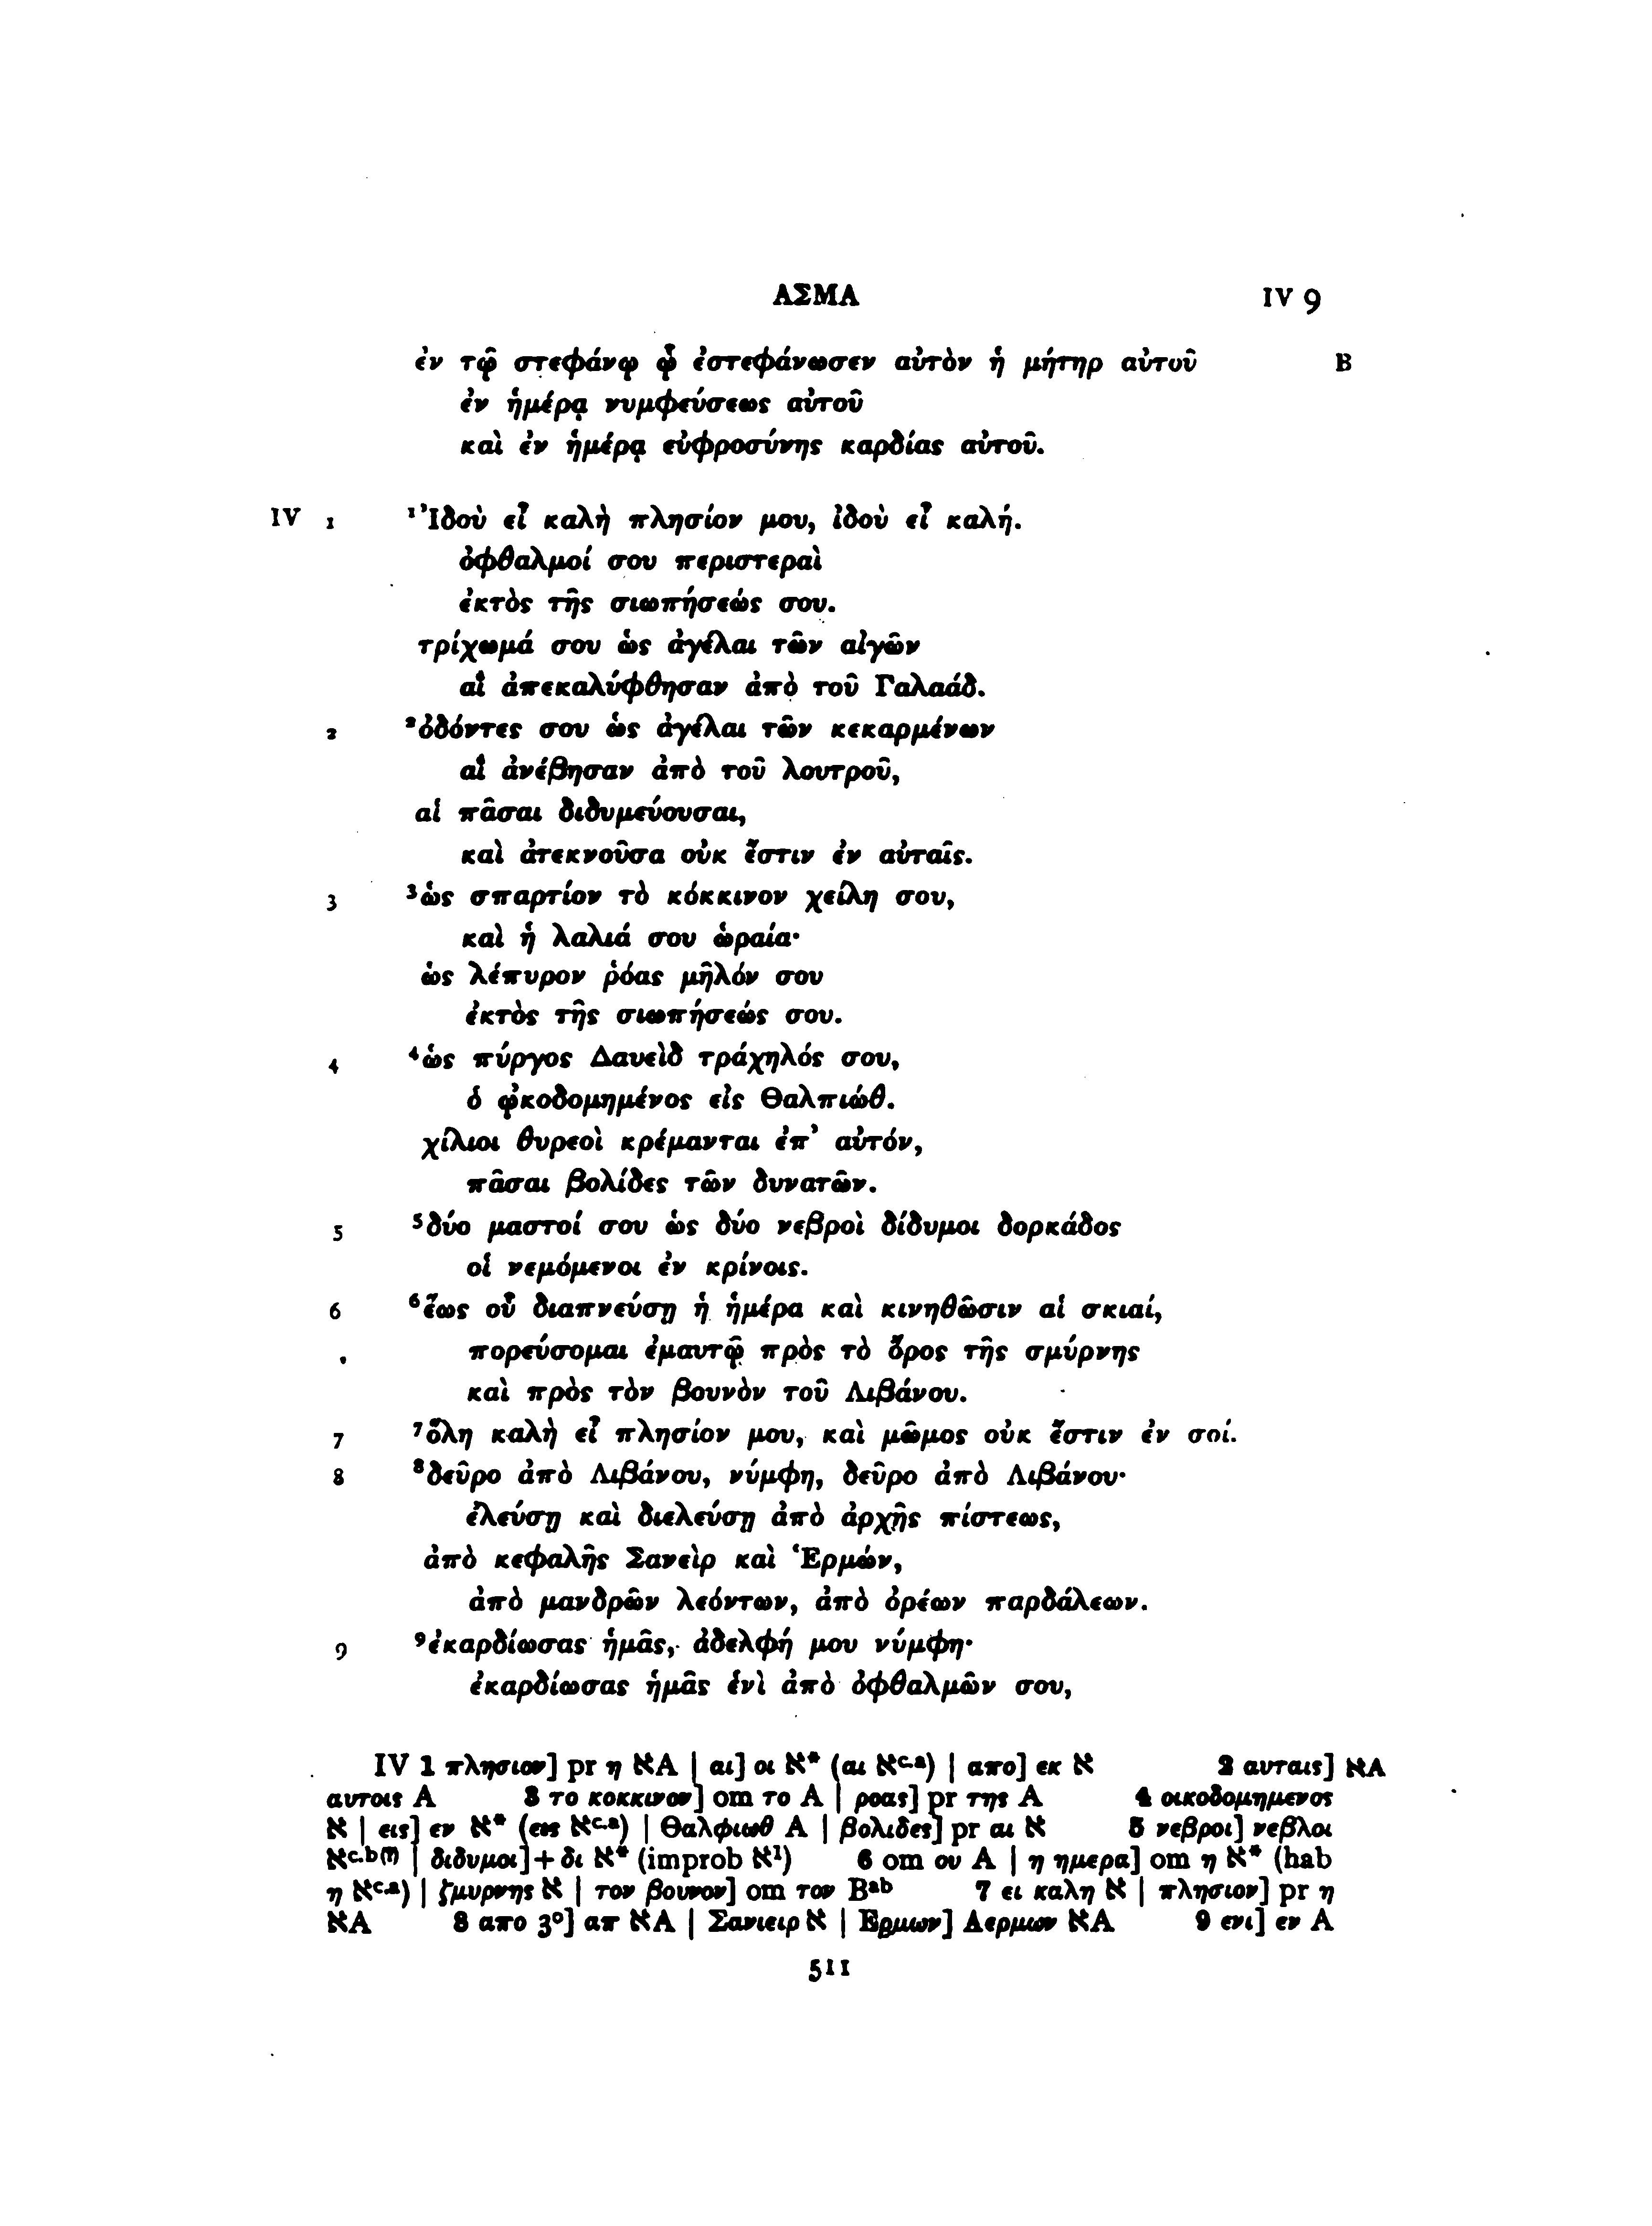 ΑΣΜΑ IV 9
ἐν τῷ στεφάνῳ ᾧ ἐστεφάνωσεν αὐτὸν ἡ μήτηρ αὐτοῦ B
ἐν ἡμέρᾳ νυμφεύσεως αὐτοῦ
καὶ ἐν ἡμέρᾳ εὐφροσύνης καρδίας αὐτοῦ.
IV 1 ¹Ἰδοὺ εἶ καλὴ πλησίον μου, ἰδοὺ εἶ καλή.
ὀφθαλμοί σου περιστεραὶ
ἐκτὸς τῆς σιωπήσεώς σου.
τρίχωμά σου ὡς ἀγέλαι τῶν αἰγῶν
αἳ ἀπεκαλύφθησαν ἀπὸ τοῦ Γαλαάδ.
2 ²ὀδόντες σου ὡς ἀγέλαι τῶν κεκαρμένων
αἳ ἀνέβησαν ἀπὸ τοῦ λουτροῦ,
αἱ πᾶσαι διδυμεύουσαι,
καὶ ἀτεκνοῦσα οὐκ ἔστιν ἐν αὐταῖς.
3 ³ὡς σπαρτίον τὸ κόκκινον χείλη σου,
καὶ ἡ λαλιά σου ὡραία·
ὡς λέπυρον ῥόας μῆλόν σου
ἐκτὸς τῆς σιωπήσεώς σου.
4 ⁴ὡς πύργος Δαυεὶδ τράχηλός σου,
ὁ ᾠκοδομημένος εἰς Θαλπιώθ.
χίλιοι θυρεοὶ κρέμανται ἐπ’ αὐτόν,
πᾶσαι βολίδες τῶν δυνατῶν.
5 ⁵δύο μαστοί σου ὡς δύο νεβροὶ δίδυμοι δορκάδος
οἱ νεμόμενοι ἐν κρίνοις.
6 ⁶ἕως οὗ διαπνεύσῃ ἡ ἡμέρα καὶ κινηθῶσιν αἱ σκιαί,
πορεύσομαι ἐμαυτῷ πρὸς τὸ ὄρος τῆς σμύρνης
καὶ πρὸς τὸν βουνὸν τοῦ Λιβάνου.
7 ⁷ὅλη καλὴ εἶ πλησίον μου, καὶ μῶμος οὐκ ἔστιν ἐν σοί.
8 ⁸δεῦρο ἀπὸ Λιβάνου, νύμφη, δεῦρο ἀπὸ Λιβάνου·
ἐλεύσῃ καὶ διελεύσῃ ἀπὸ ἀρχῆς πίστεως,
ἀπὸ κεφαλῆς Σανεὶρ καὶ Ἑρμών,
ἀπὸ μανδρῶν λεόντων, ἀπὸ ὀρέων παρδάλεων.
9 ⁹ἐκαρδίωσας ἡμᾶς, ἀδελφή μου νύμφη·
ἐκαρδίωσας ἡμᾶς ἑνὶ ἀπὸ ὀφθαλμῶν σου,
IV 1 πλησιον] pr η אA | αι] οι א* (αι אc.a) | απο] εκ א 2 αυταις] אA
αυτοις A 3 το κοκκινον] om το A | ροας] pr της A 4 οικοδομημενος
א | εις] εν א* (εις אc.a) | Θαλφιωθ A | βολιδες] pr αι א 5 νεβροι] νεβλοι
אc.b(?) | διδυμοι]+δι א* (improb א1) 6 om ου A | η ημερα] om η א* (hab
η אc.a) | ζμυρνης א | τον βουνον] om τον Bab 7 ει καλη א | πλησιον] pr η
אA 8 απο 3°] απ אA | Σανιειρ א | Ερμων] Αερμων אA 9 ενι] εν A
511